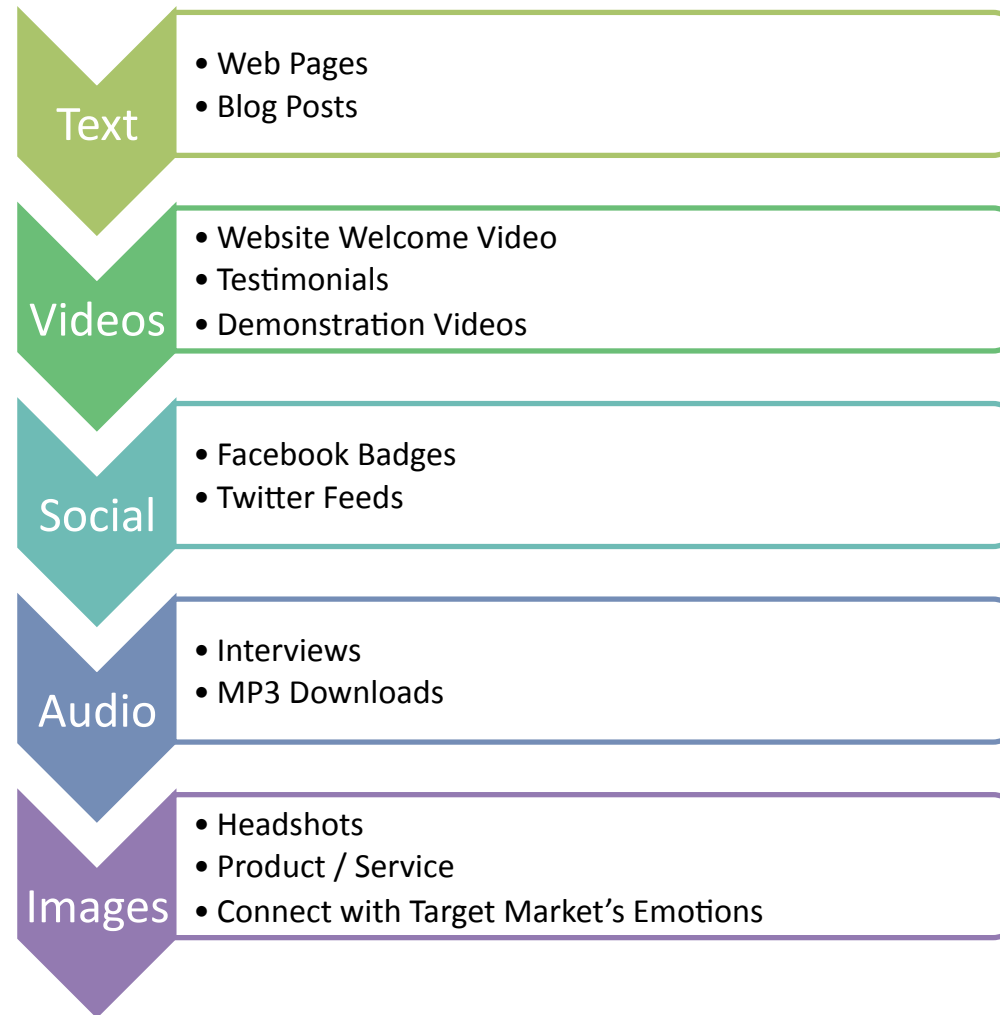 Text
• Web Pages
• Blog Posts
Videos
• Website Welcome Video
• Testimonials
• Demonstration Videos
Social
• Facebook Badges
• Twitter Feeds
Audio
• Interviews
• MP3 Downloads
Images
• Headshots
• Product / Service
• Connect with Target Market’s Emotions